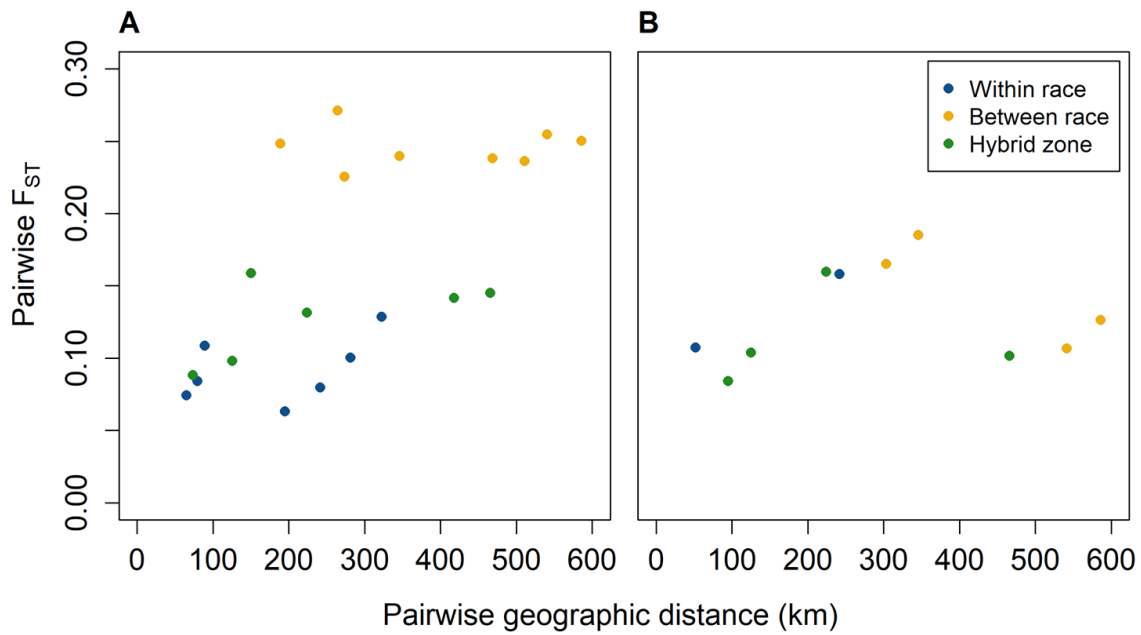 A
B
0.30
0.20
0.10
0.00
Pairwise FST
Within race
Between race
Hybrid zone
0 100 200 300 400 500 600
0 100 200 300 400 500 600
Pairwise geographic distance (km)